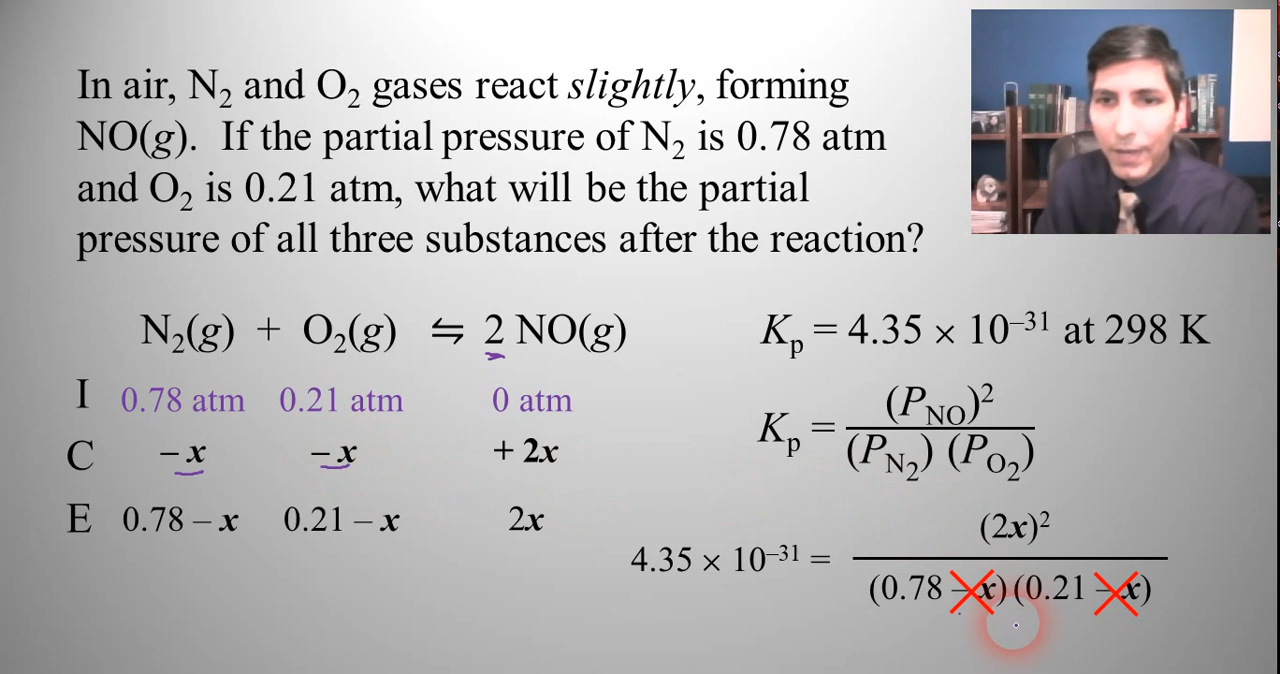 In air, N₂ and O₂ gases react slightly, forming
NO(g). If the partial pressure of N₂ is 0.78 atm
and O₂ is 0.21 atm, what will be the partial
pressure of all three substances after the reaction?
N₂(g) + O₂(g) ⇋ 2 NO(g)
Kₚ = 4.35 × 10⁻³¹ at 298 K
I 0.78 atm 0.21 atm 0 atm
C – x – x + 2x
E 0.78 – x 0.21 – x 2x
Kₚ = (P_NO)² / (P_N₂) (P_O₂)
4.35 × 10⁻³¹ = (2x)² / (0.78 – x)(0.21 – x)